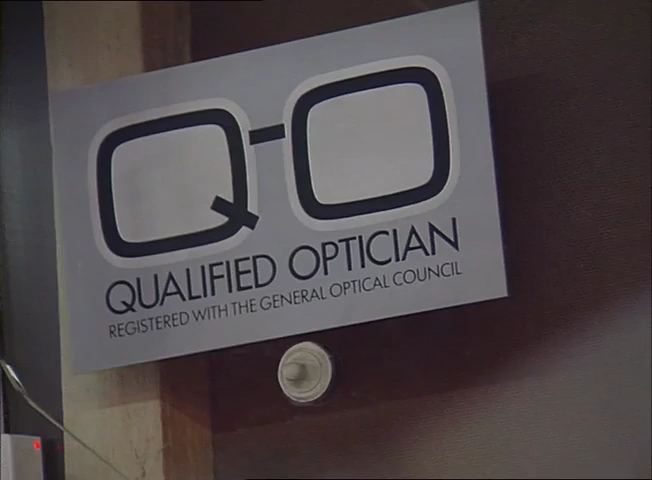 Q-O
QUALIFIED OPTICIAN
REGISTERED WITH THE GENERAL OPTICAL COUNCIL